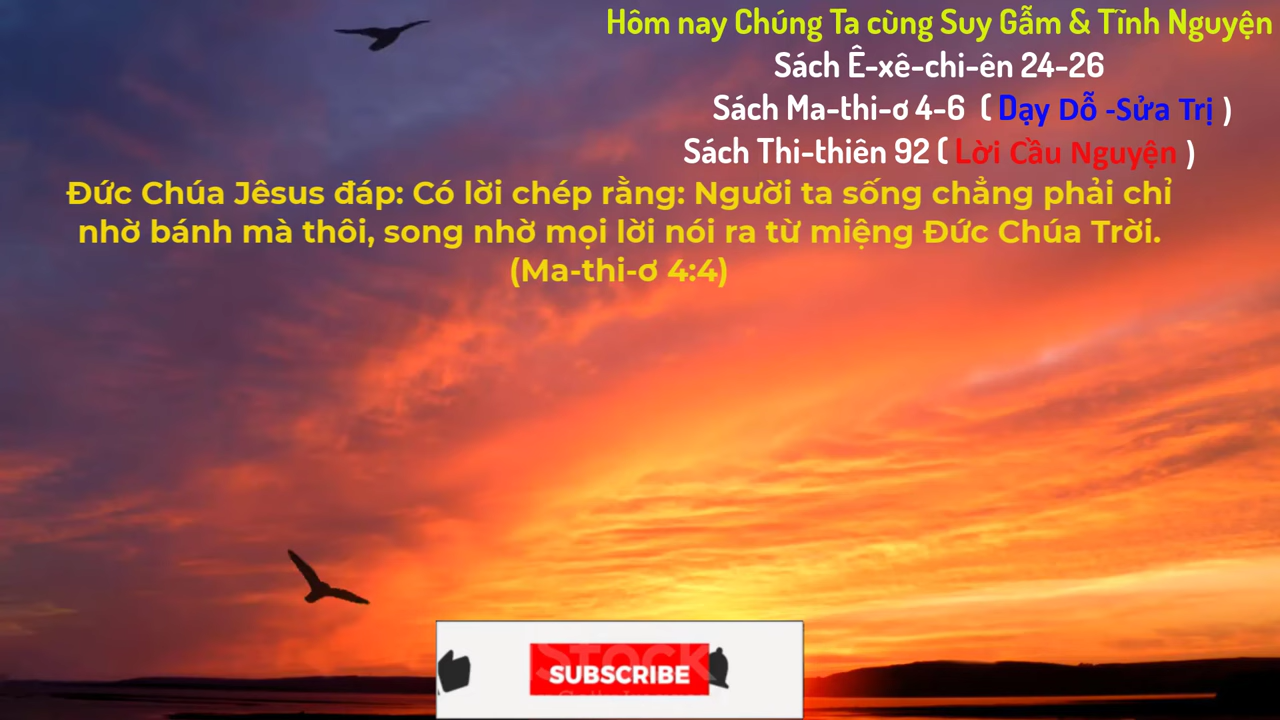 Hôm nay Chúng Ta cùng Suy Gẫm & Tĩnh Nguyện
Sách Ê-xê-chi-ên 24-26
Sách Ma-thi-ơ 4-6 ( Dạy Dỗ -Sửa Trị )
Sách Thi-thiên 92 ( Lời Cầu Nguyện )
Đức Chúa Jêsus đáp: Có lời chép rằng: Người ta sống chẳng phải chỉ
nhờ bánh mà thôi, song nhờ mọi lời nói ra từ miệng Đức Chúa Trời.
(Ma-thi-ơ 4:4)
SUBSCRIBE